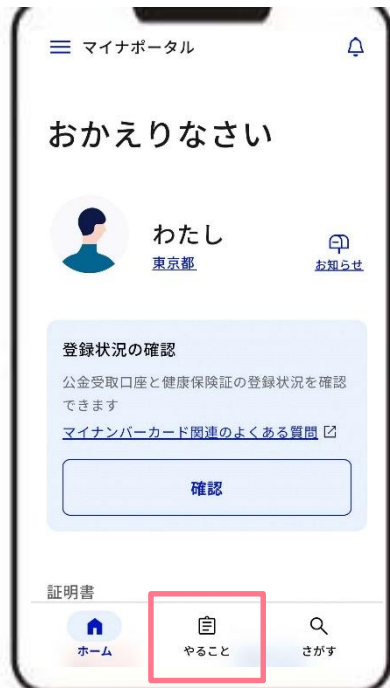 マイナポータル
おかえりなさい
わたし
東京都
お知らせ
登録状況の確認
公金受取口座と健康保険証の登録状況を確認
できます
マイナンバーカード関連のよくある質問
確認
証明書
ホーム
やること
さがす